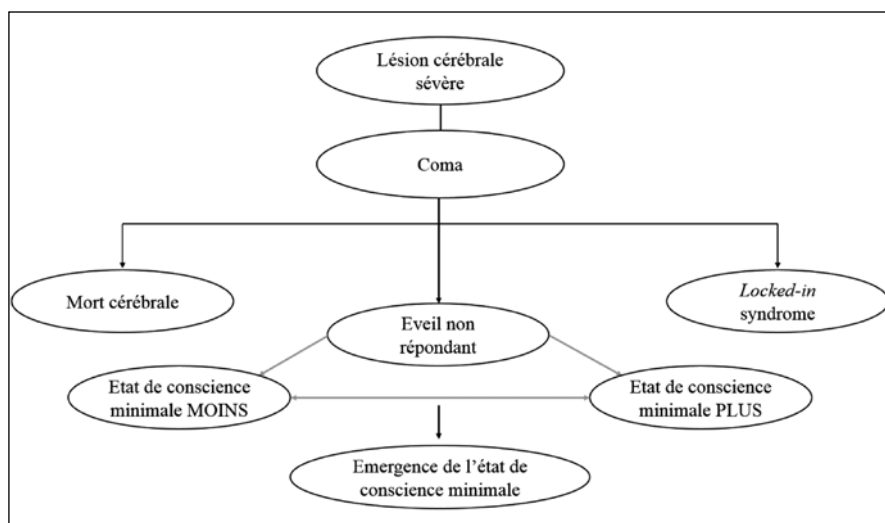 Lésion cérébrale
sévère
Coma
Mort cérébrale
Locked-in
syndrome
Eveil non
répondant
Etat de conscience
minimale MOINS
Etat de conscience
minimale PLUS
Emergence de l'état de
conscience minimale